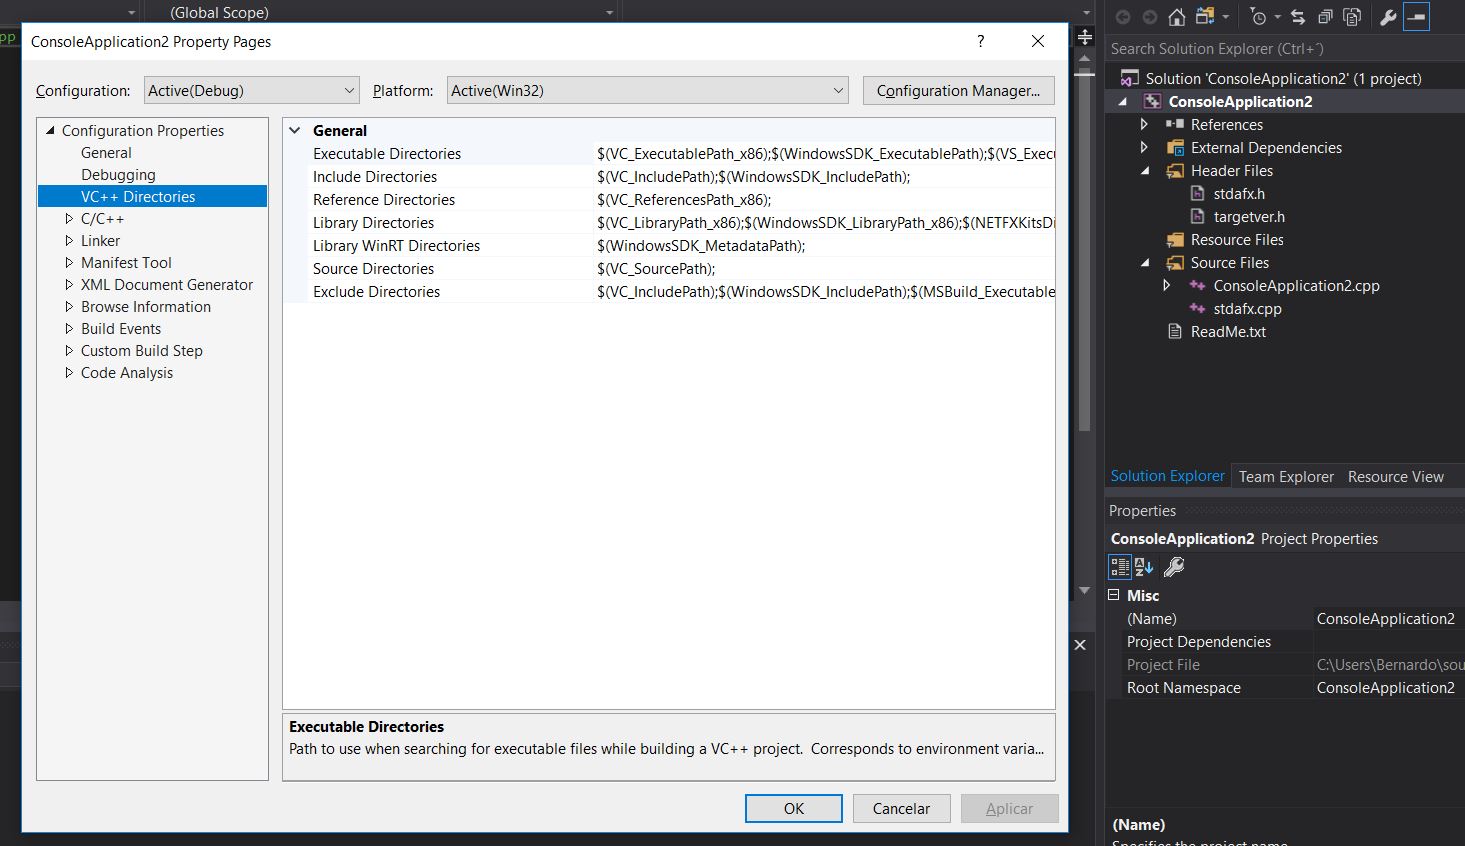 (Global Scope)
pp
ConsoleApplication2 Property Pages
?
Configuration:
Active(Debug)
Platform:
Active(Win32)
Configuration Manager...
Configuration Properties
General
Debugging
VC++ Directories
C/C++
Linker
Manifest Tool
XML Document Generator
Browse Information
Build Events
Custom Build Step
Code Analysis
General
Executable Directories $(VC_ExecutablePath_x86);$(WindowsSDK_ExecutablePath);$(VS_Execu
Include Directories $(VC_IncludePath);$(WindowsSDK_IncludePath);
Reference Directories $(VC_ReferencesPath_x86);
Library Directories $(VC_LibraryPath_x86);$(WindowsSDK_LibraryPath_x86);$(NETFXKitsDi
Library WinRT Directories $(WindowsSDK_MetadataPath);
Source Directories $(VC_SourcePath);
Exclude Directories $(VC_IncludePath);$(WindowsSDK_IncludePath);$(MSBuild_Executable
Executable Directories
Path to use when searching for executable files while building a VC++ project.  Corresponds to environment varia...
OK
Cancelar
Aplicar
Search Solution Explorer (Ctrl+´)
Solution 'ConsoleApplication2' (1 project)
ConsoleApplication2
References
External Dependencies
Header Files
stdafx.h
targetver.h
Resource Files
Source Files
ConsoleApplication2.cpp
stdafx.cpp
ReadMe.txt
Solution Explorer
Team Explorer
Resource View
Properties
ConsoleApplication2 Project Properties
Misc
(Name) ConsoleApplication2
Project Dependencies
Project File C:\Users\Bernardo\sou
Root Namespace ConsoleApplication2
(Name)
Specifies the project name